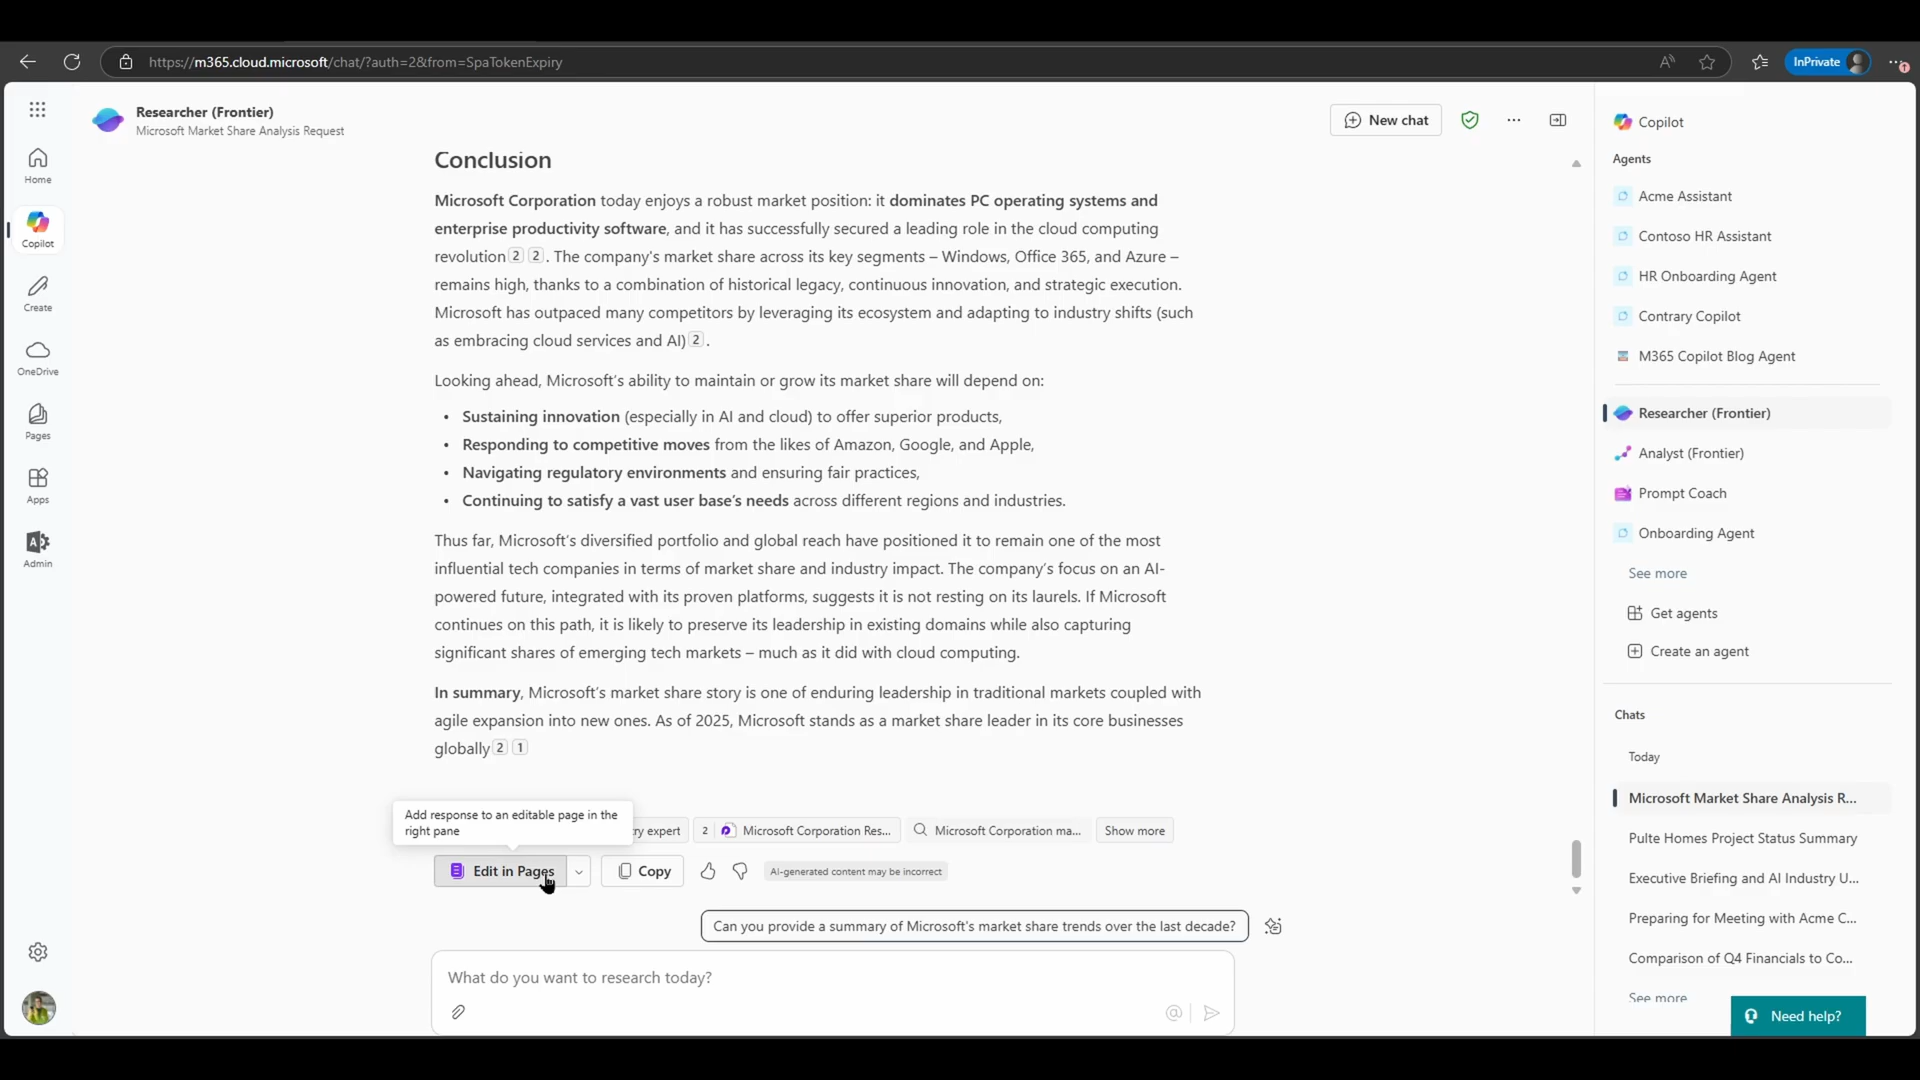 https://m365.cloud.microsoft/chat/?auth=2&from=SpaTokenExpiry
InPrivate
Researcher (Frontier)
Microsoft Market Share Analysis Request
New chat
Home
Copilot
Create
OneDrive
Pages
Apps
Admin
Conclusion
Microsoft Corporation today enjoys a robust market position: it dominates PC operating systems and
enterprise productivity software, and it has successfully secured a leading role in the cloud computing
revolution 2 2 . The company's market share across its key segments – Windows, Office 365, and Azure –
remains high, thanks to a combination of historical legacy, continuous innovation, and strategic execution.
Microsoft has outpaced many competitors by leveraging its ecosystem and adapting to industry shifts (such
as embracing cloud services and AI) 2 .
Looking ahead, Microsoft's ability to maintain or grow its market share will depend on:
• Sustaining innovation (especially in AI and cloud) to offer superior products,
• Responding to competitive moves from the likes of Amazon, Google, and Apple,
• Navigating regulatory environments and ensuring fair practices,
• Continuing to satisfy a vast user base's needs across different regions and industries.
Thus far, Microsoft's diversified portfolio and global reach have positioned it to remain one of the most
influential tech companies in terms of market share and industry impact. The company's focus on an AI-
powered future, integrated with its proven platforms, suggests it is not resting on its laurels. If Microsoft
continues on this path, it is likely to preserve its leadership in existing domains while also capturing
significant shares of emerging tech markets – much as it did with cloud computing.
In summary, Microsoft's market share story is one of enduring leadership in traditional markets coupled with
agile expansion into new ones. As of 2025, Microsoft stands as a market share leader in its core businesses
globally 2 1
Add response to an editable page in the
right pane
ry expert
2 Microsoft Corporation Res...
Microsoft Corporation ma...
Show more
Edit in Pages
Copy
AI-generated content may be incorrect
Can you provide a summary of Microsoft's market share trends over the last decade?
What do you want to research today?
Copilot
Agents
Acme Assistant
Contoso HR Assistant
HR Onboarding Agent
Contrary Copilot
M365 Copilot Blog Agent
Researcher (Frontier)
Analyst (Frontier)
Prompt Coach
Onboarding Agent
See more
Get agents
Create an agent
Chats
Today
Microsoft Market Share Analysis R...
Pulte Homes Project Status Summary
Executive Briefing and AI Industry U...
Preparing for Meeting with Acme C...
Comparison of Q4 Financials to Co...
See more
Need help?